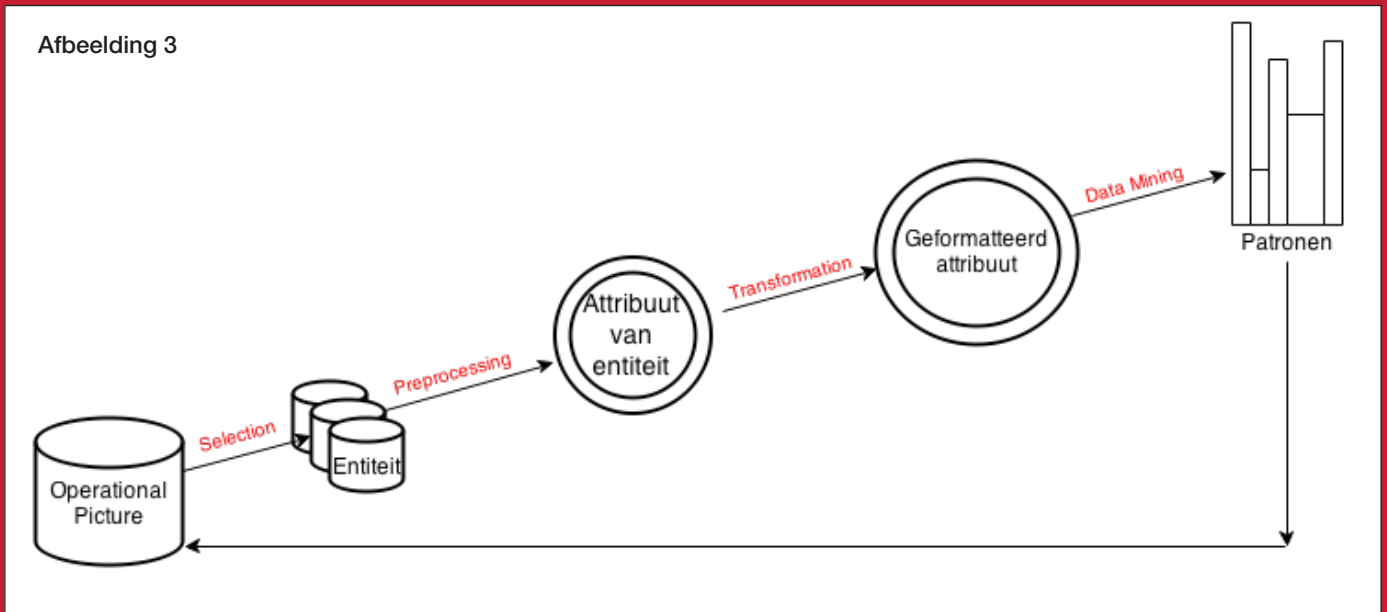 Afbeelding 3
Operational
Picture
Selection
Entiteit
Preprocessing
Attribuut
van
entiteit
Transformation
Geformatteerd
attribuut
Data Mining
Patronen